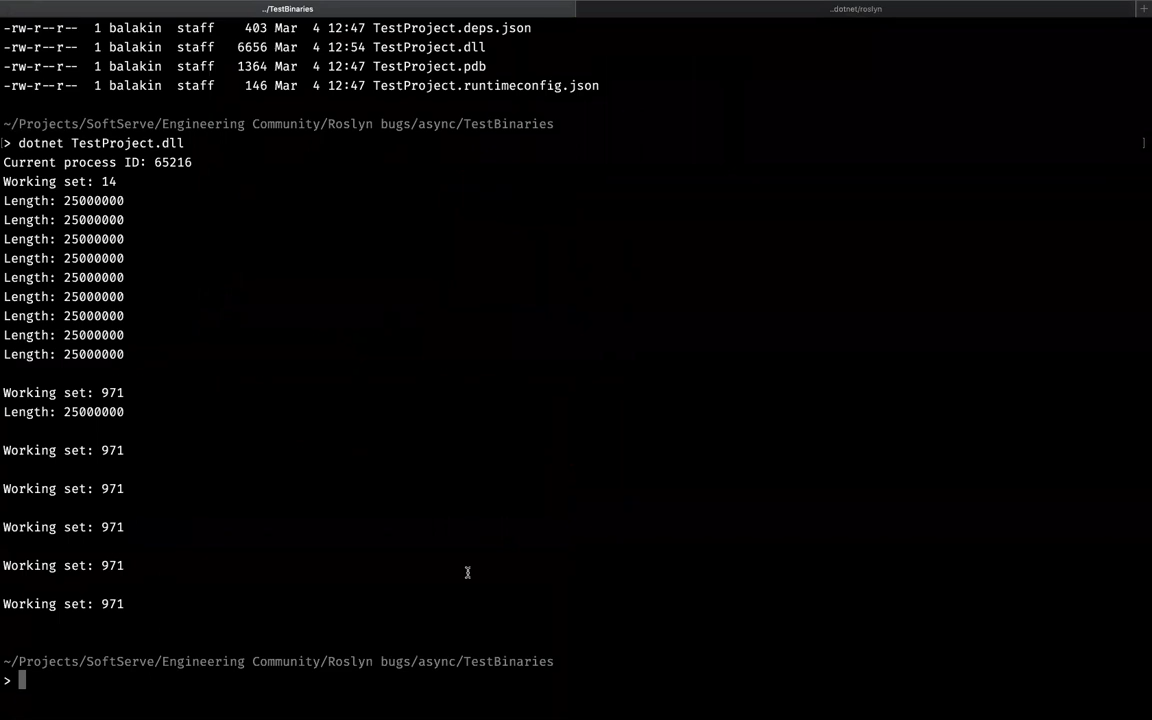 ../TestBinaries
..dotnet/roslyn
+
-rw-r--r-- 1 balakin staff 403 Mar 4 12:47 TestProject.deps.json
-rw-r--r-- 1 balakin staff 6656 Mar 4 12:54 TestProject.dll
-rw-r--r-- 1 balakin staff 1364 Mar 4 12:47 TestProject.pdb
-rw-r--r-- 1 balakin staff 146 Mar 4 12:47 TestProject.runtimeconfig.json
~/Projects/SoftServe/Engineering Community/Roslyn bugs/async/TestBinaries
[> dotnet TestProject.dll ]
Current process ID: 65216
Working set: 14
Length: 25000000
Length: 25000000
Length: 25000000
Length: 25000000
Length: 25000000
Length: 25000000
Length: 25000000
Length: 25000000
Length: 25000000
Working set: 971
Length: 25000000
Working set: 971
Working set: 971
Working set: 971
Working set: 971
Working set: 971
~/Projects/SoftServe/Engineering Community/Roslyn bugs/async/TestBinaries
>